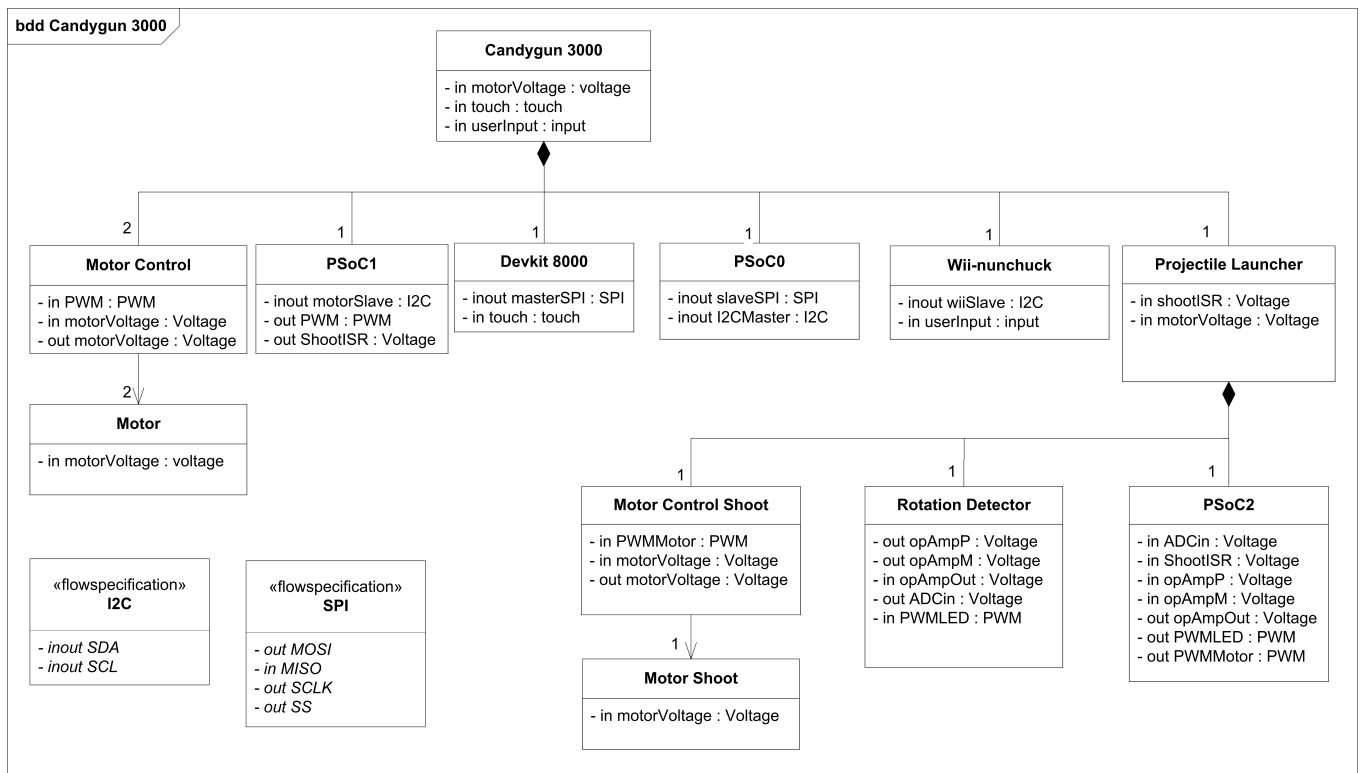 bdd Candygun 3000
Candygun 3000
- in motorVoltage : voltage
- in touch : touch
- in userInput : input
2
1
1
1
1
1
Motor Control
- in PWM : PWM
- in motorVoltage : Voltage
- out motorVoltage : Voltage
PSoC1
- inout motorSlave : I2C
- out PWM : PWM
- out ShootISR : Voltage
Devkit 8000
- inout masterSPI : SPI
- in touch : touch
PSoC0
- inout slaveSPI : SPI
- inout I2CMaster : I2C
Wii-nunchuck
- inout wiiSlave : I2C
- in userInput : input
Projectile Launcher
- in shootISR : Voltage
- in motorVoltage : Voltage
2
Motor
- in motorVoltage : voltage
1
1
1
Motor Control Shoot
- in PWMMotor : PWM
- in motorVoltage : Voltage
- out motorVoltage : Voltage
Rotation Detector
- out opAmpP : Voltage
- out opAmpM : Voltage
- in opAmpOut : Voltage
- out ADCin : Voltage
- in PWMLED : PWM
PSoC2
- in ADCin : Voltage
- in ShootISR : Voltage
- in opAmpP : Voltage
- in opAmpM : Voltage
- out opAmpOut : Voltage
- out PWMLED : PWM
- out PWMMotor : PWM
«flowspecification»
I2C
- inout SDA
- inout SCL
«flowspecification»
SPI
- out MOSI
- in MISO
- out SCLK
- out SS
1
Motor Shoot
- in motorVoltage : Voltage